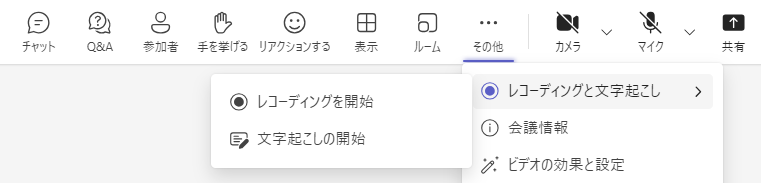 チャット
Q&A
参加者
手を挙げる
リアクションする
表示
ルーム
その他
カメラ
マイク
共有
レコーディングを開始
文字起こしの開始
レコーディングと文字起こし
会議情報
ビデオの効果と設定